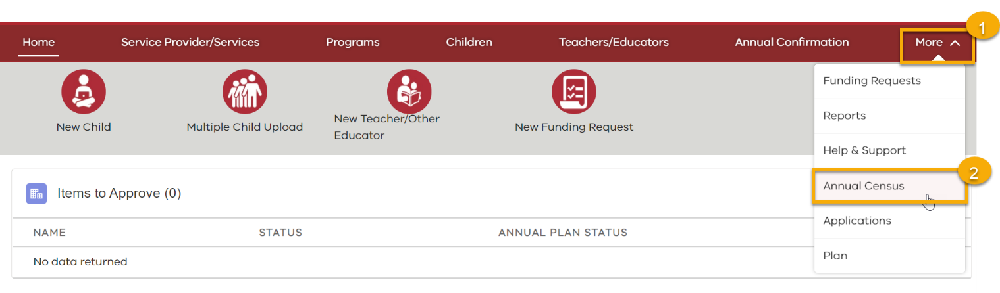 1
Home Service Provider/Services Programs Children Teachers/Educators Annual Confirmation More
Funding Requests
Reports
Help & Support
2
Annual Census
Applications
Plan
New Child
Multiple Child Upload
New Teacher/Other
Educator
New Funding Request
Items to Approve (0)
NAME STATUS ANNUAL PLAN STATUS
No data returned